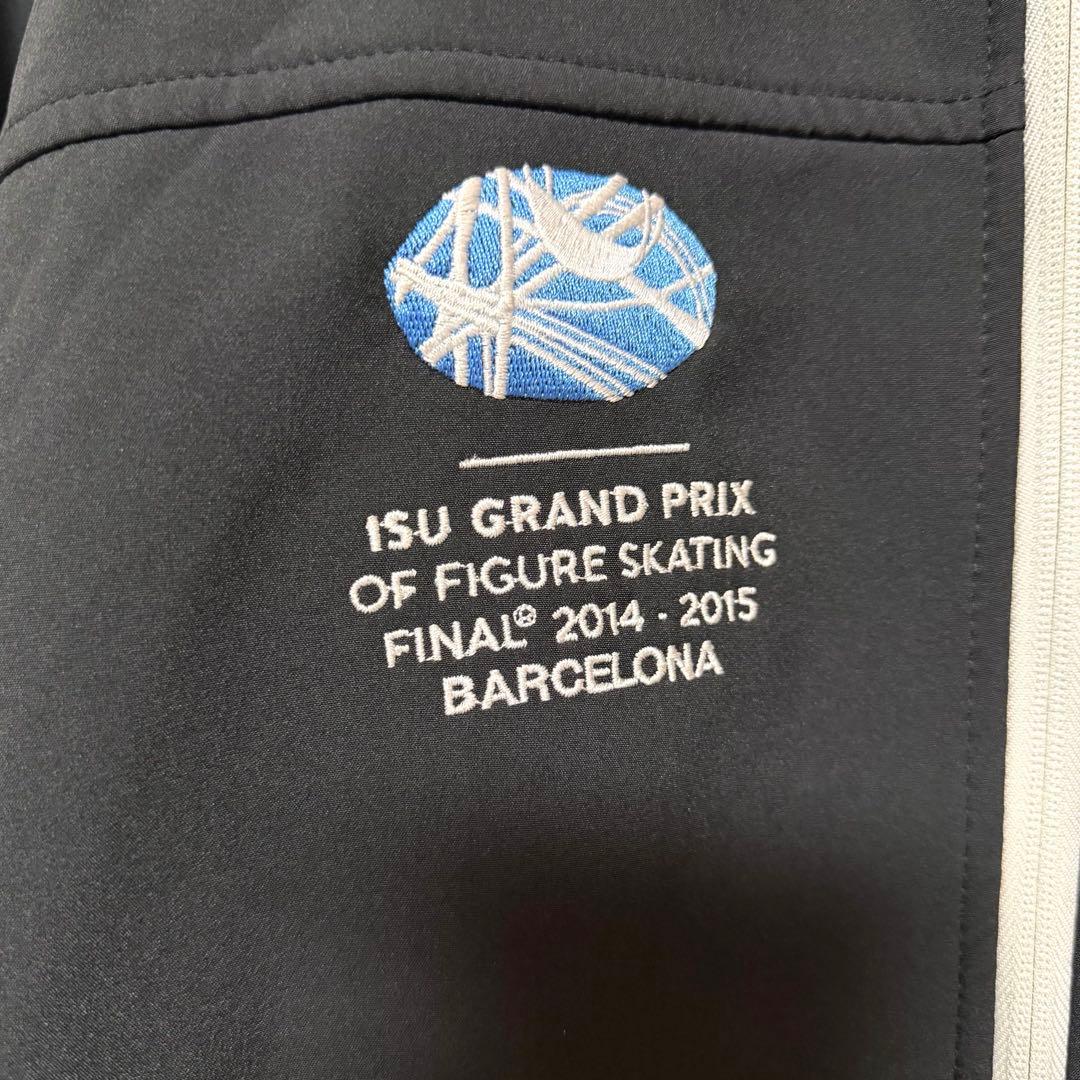 ISU GRAND PRIX
OF FIGURE SKATING
FINAL® 2014 - 2015
BARCELONA